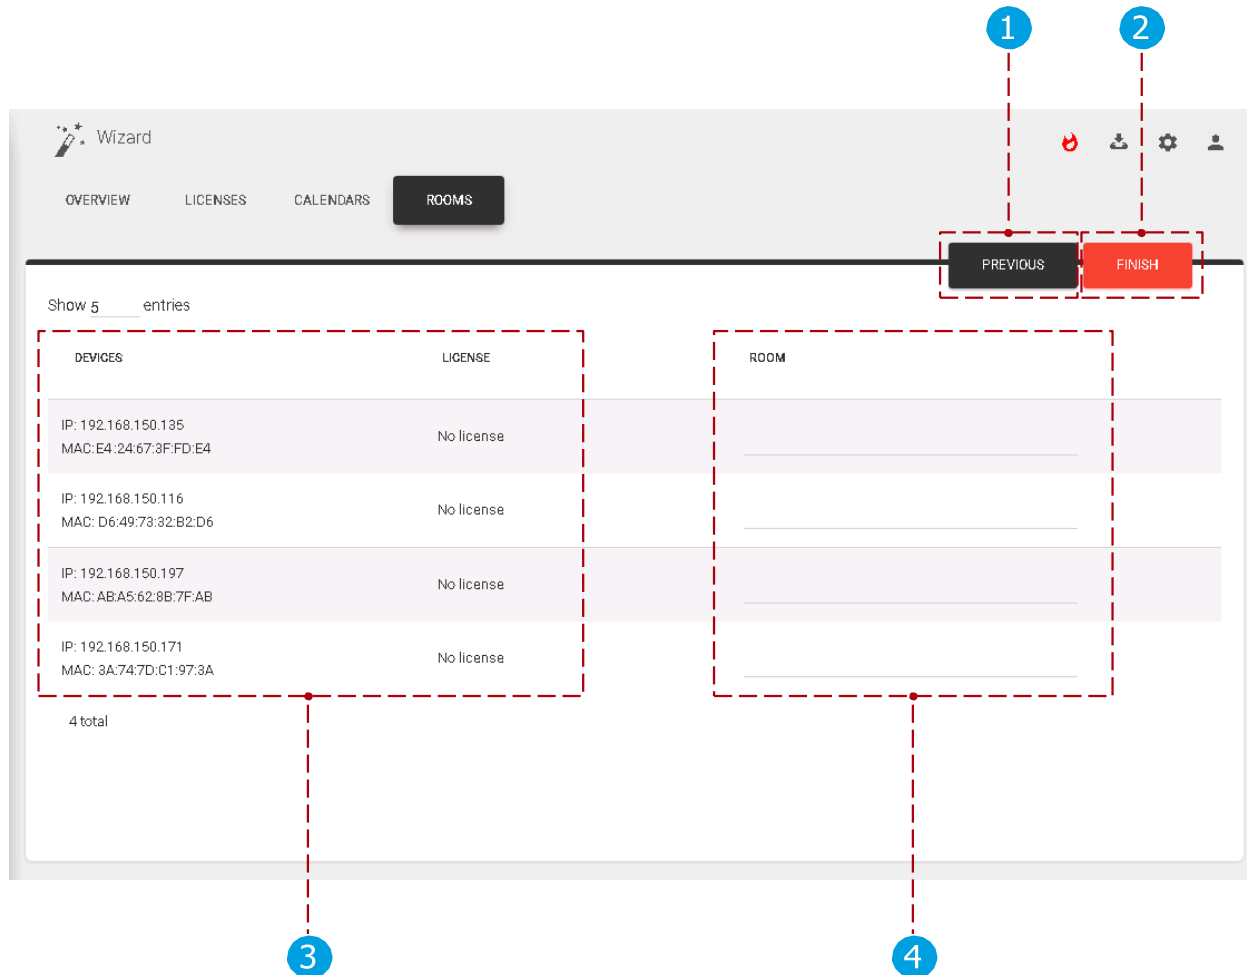 1 2
Wizard
OVERVIEW LICENSES CALENDARS ROOMS
PREVIOUS FINISH
Show 5 entries
DEVICES LICENSE ROOM
IP: 192.168.150.135
MAC:E4:24:67:3F:FD:E4
No license
IP: 192.168.150.116
MAC: D6:49:73:32:B2:D6
No license
IP: 192.168.150.197
MAC: AB:A5:62:8B:7F:AB
No license
IP: 192.168.150.171
MAC: 3A:74:7D:C1:97:3A
No license
4 total
3 4